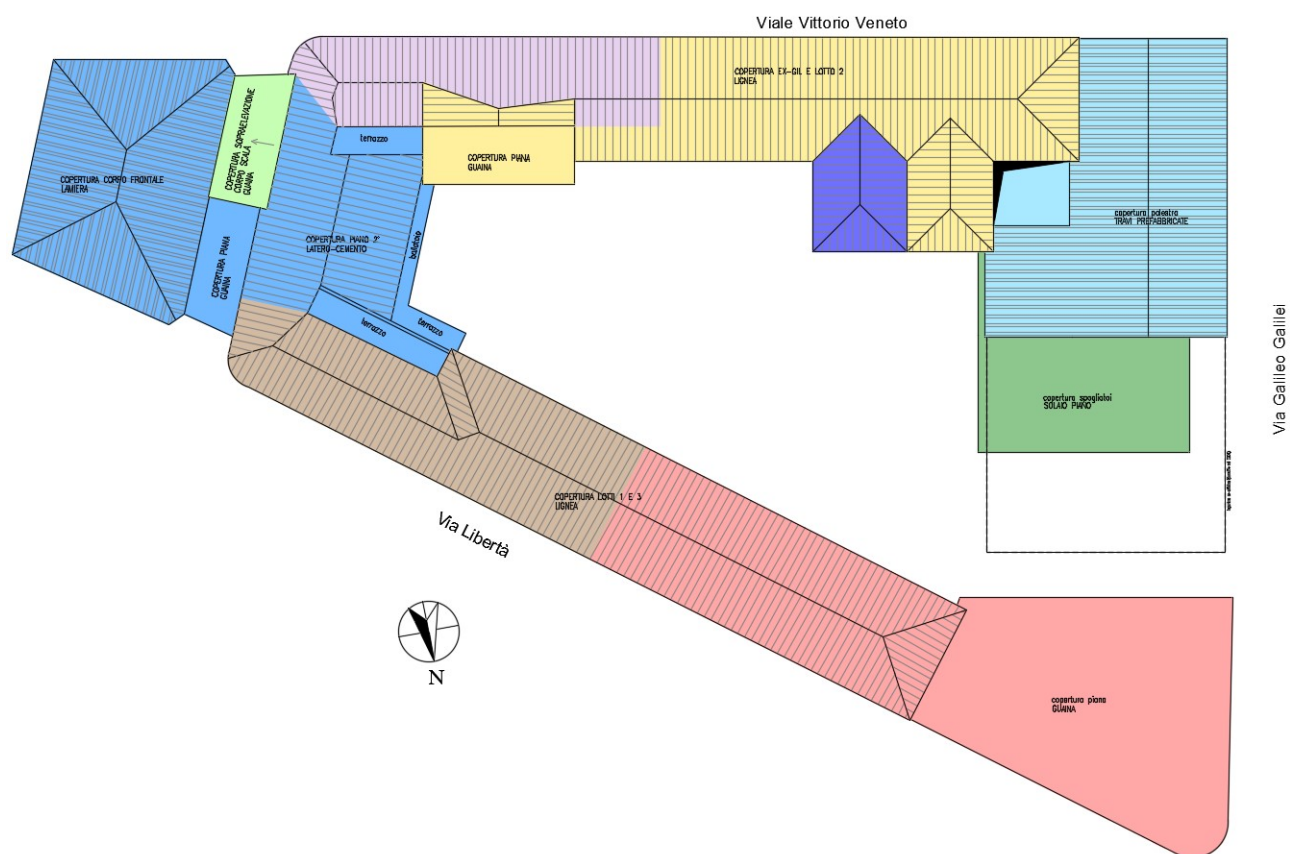 Viale Vittorio Veneto
COPERTURA EX-GIL E LOTTO 2
LIGNEA
COPERTURA SOPRAELEVAZIONE
CORPO SCALA
GUAINA
terrazzo
COPERTURA PIANA
GUAINA
COPERTURA CORPO FRONTALE
LAMIERA
copertura palestra
TRAVI PREFABBRICATE
COPERTURA PIANO 3°
LATERO-CEMENTO
ballatoio
COPERTURA PIANA
GUAINA
terrazzo
terrazzo
Via Galileo Galilei
copertura spogliatoi
SOLAIO PIANO
COPERTURA LOTTI 1 E 3
LIGNEA
Via Libertà
N
copertura piana
GUAINA